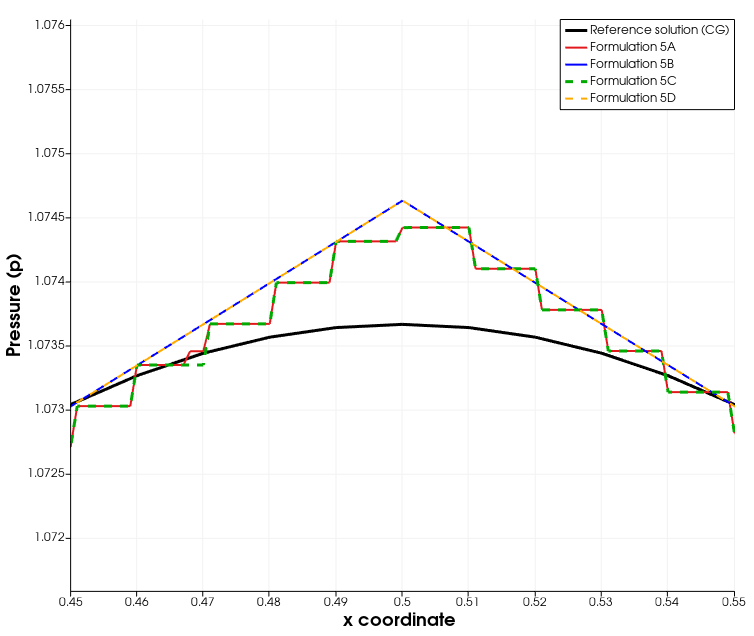 1.076
1.0755
1.075
1.0745
1.074
1.0735
1.073
1.0725
1.072
Pressure (p)
Reference solution (CG)
Formulation 5A
Formulation 5B
Formulation 5C
Formulation 5D
0.45 0.46 0.47 0.48 0.49 0.5 0.51 0.52 0.53 0.54 0.55
x coordinate